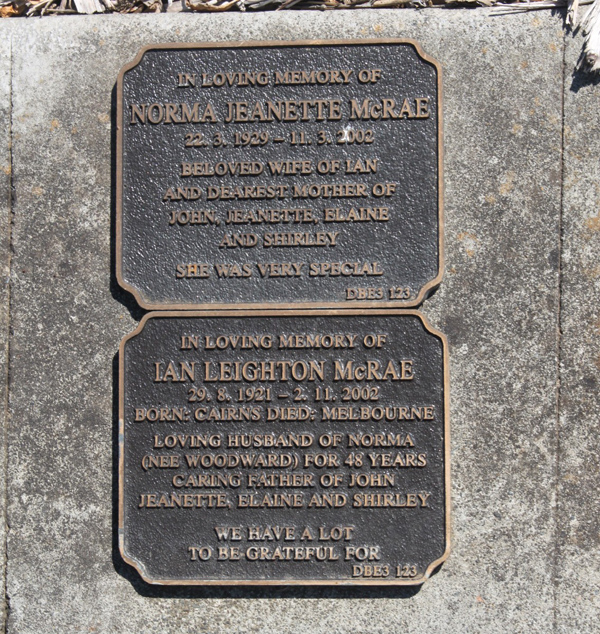 IN LOVING MEMORY OF
NORMA JEANETTE McRAE
22. 3. 1929 – 11. 3. 2002
BELOVED WIFE OF IAN
AND DEAREST MOTHER OF
JOHN, JEANETTE, ELAINE
AND SHIRLEY
SHE WAS VERY SPECIAL
DBE3 123
IN LOVING MEMORY OF
IAN LEIGHTON McRAE
29. 8. 1921 – 2. 11. 2002
BORN: CAIRNS DIED: MELBOURNE
LOVING HUSBAND OF NORMA
(NEE WOODWARD) FOR 48 YEARS
CARING FATHER OF JOHN
JEANETTE, ELAINE AND SHIRLEY
WE HAVE A LOT
TO BE GRATEFUL FOR
DBE3 123